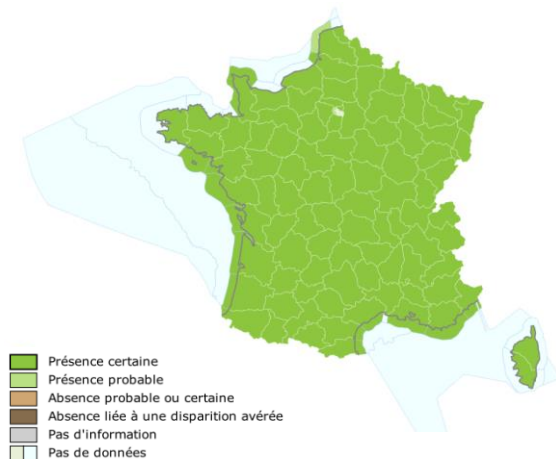 Présence certaine
Présence probable
Absence probable ou certaine
Absence liée à une disparition avérée
Pas d'information
Pas de données